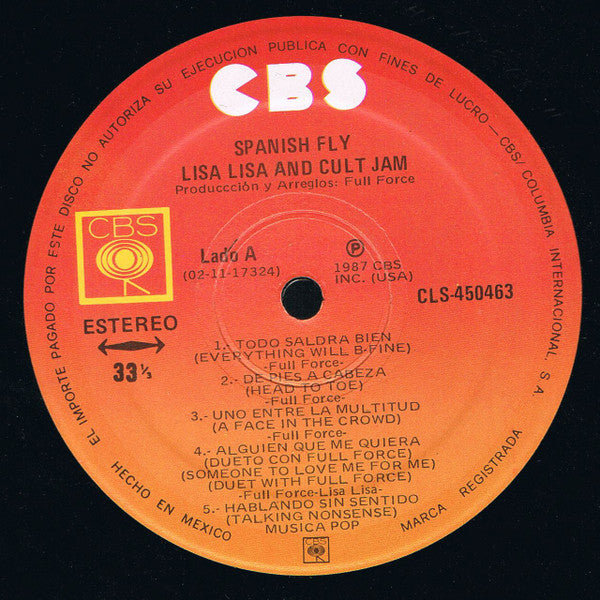 EL IMPORTE PAGADO POR ESTE DISCO NO AUTORIZA SU EJECUCION PUBLICA CON FINES DE LUCRO—CBS/COLUMBIA INTERNACIONAL, S A
CBS
SPANISH FLY
LISA LISA AND CULT JAM
Produccción y Arreglos: Full Force
CBS
Lado A
(02-11-17324)
P
1987 CBS
INC. (USA)
CLS-450463
ESTEREO
33 ⅓
1.- TODO SALDRA BIEN
(EVERYTHING WILL B-FINE)
-Full Force-
2.- DE PIES A CABEZA
(HEAD TO TOE)
-Full Force-
3.- UNO ENTRE LA MULTITUD
(A FACE IN THE CROWD)
-Full Force-
4.- ALGUIEN QUE ME QUIERA
(DUETO CON FULL FORCE)
(SOMEONE TO LOVE ME FOR ME)
(DUET WITH FULL FORCE)
-Full Force-Lisa Lisa-
5.- HABLANDO SIN SENTIDO
(TALKING NONSENSE)
MUSICA POP
HECHO EN MEXICO
CBS
MARCA REGISTRADA